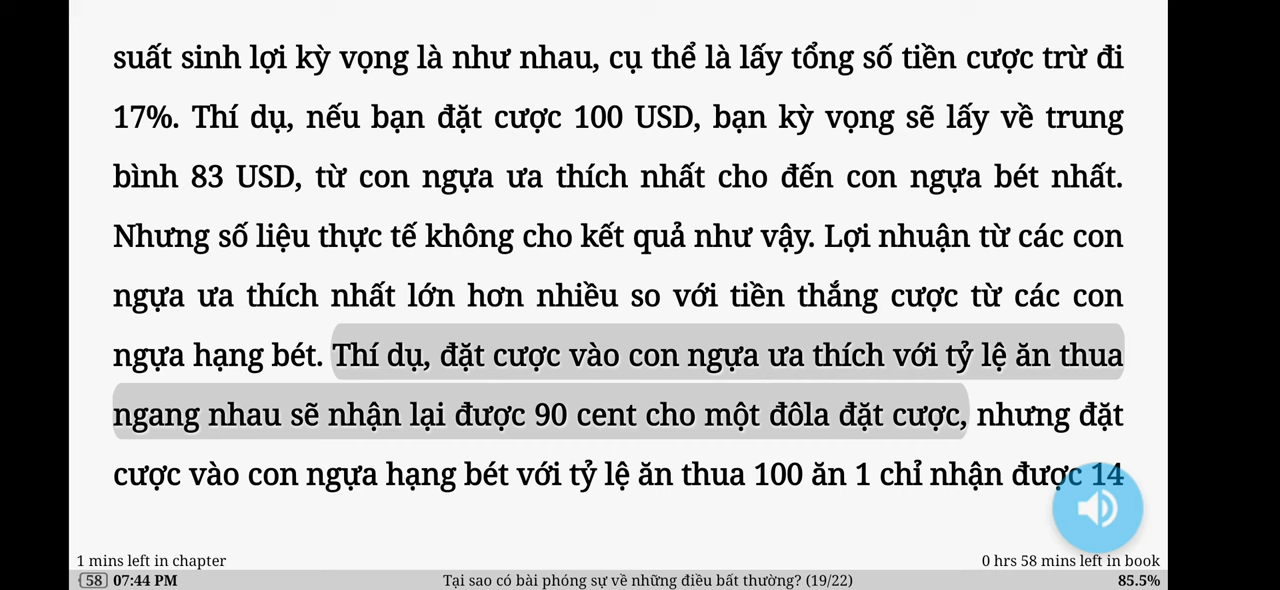 suất sinh lợi kỳ vọng là như nhau, cụ thể là lấy tổng số tiền cược trừ đi
17%. Thí dụ, nếu bạn đặt cược 100 USD, bạn kỳ vọng sẽ lấy về trung
bình 83 USD, từ con ngựa ưa thích nhất cho đến con ngựa bét nhất.
Nhưng số liệu thực tế không cho kết quả như vậy. Lợi nhuận từ các con
ngựa ưa thích nhất lớn hơn nhiều so với tiền thắng cược từ các con
ngựa hạng bét. Thí dụ, đặt cược vào con ngựa ưa thích với tỷ lệ ăn thua
ngang nhau sẽ nhận lại được 90 cent cho một đôla đặt cược, nhưng đặt
cược vào con ngựa hạng bét với tỷ lệ ăn thua 100 ăn 1 chỉ nhận được 14
1 mins left in chapter 0 hrs 58 mins left in book
58 07:44 PM Tại sao có bài phóng sự về những điều bất thường? (19/22) 85.5%